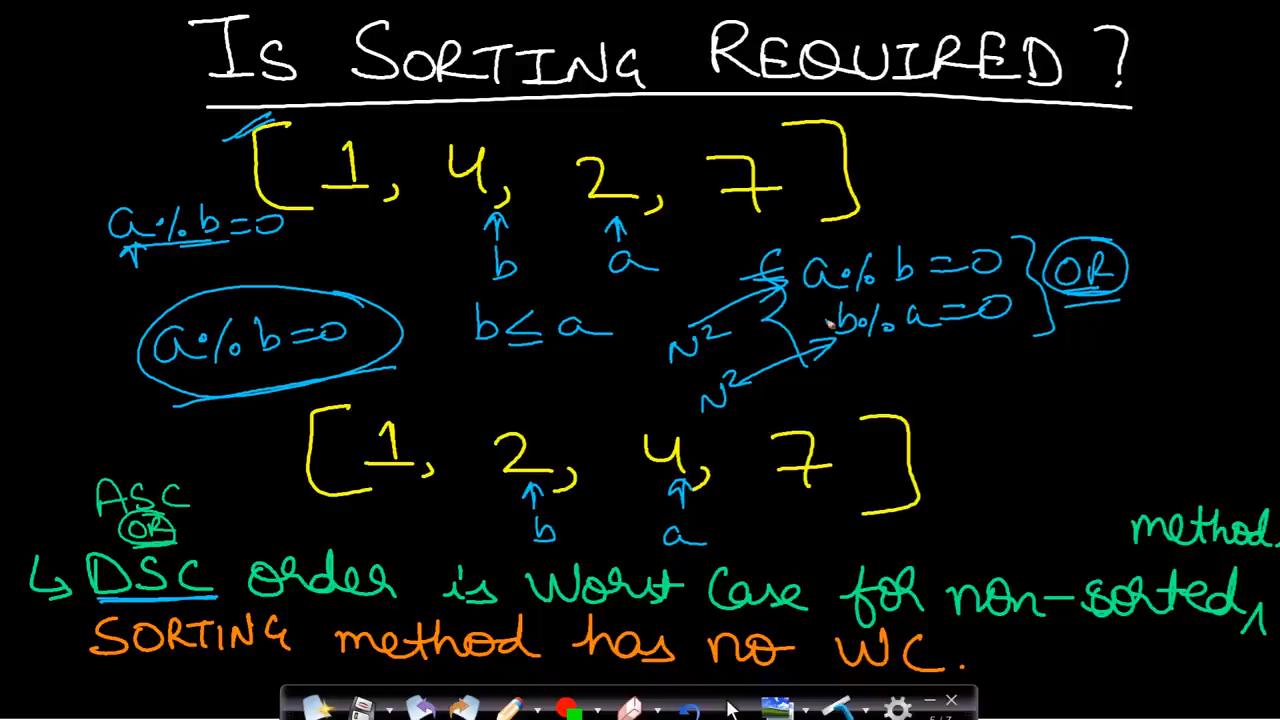 IS SORTING REQUIRED?
[1, 4, 2, 7]
a%b=0
b a
a%b=0
b%a=0
OR
a%b=0
b≤a
N²
N²
[1, 2, 4, 7]
b a
ASC
OR
method.
↳ DSC order is worst case for non-sorted
SORTING method has no WC.